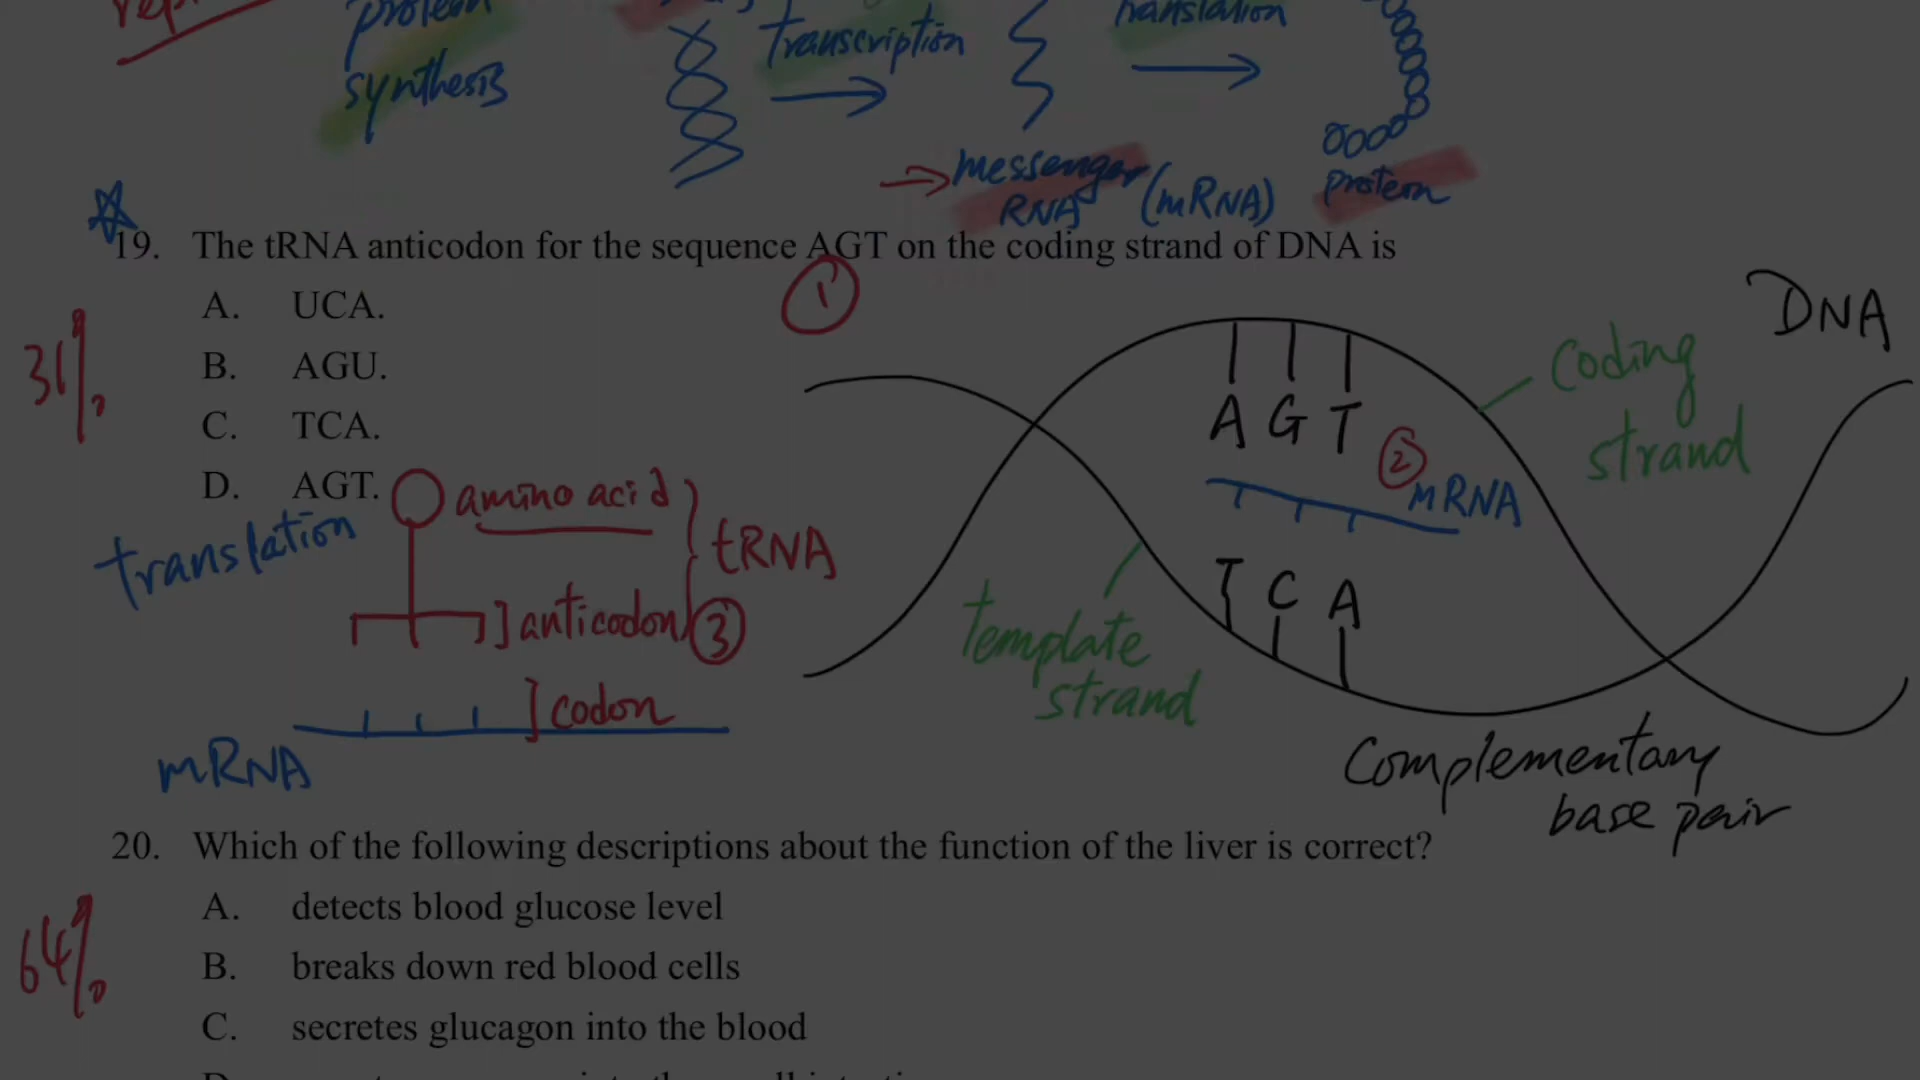 protein
synthesis
transcription
translation
messenger
RNA
(mRNA)
protein
19. The tRNA anticodon for the sequence AGT on the coding strand of DNA is
①
A. UCA.
B. AGU.
C. TCA.
D. AGT.
31%
DNA
coding
strand
A G T
②
mRNA
T C A
template
strand
complementary
base pair
translation
amino acid
tRNA
] anticodon
③
] codon
mRNA
20. Which of the following descriptions about the function of the liver is correct?
A. detects blood glucose level
B. breaks down red blood cells
C. secretes glucagon into the blood
64%